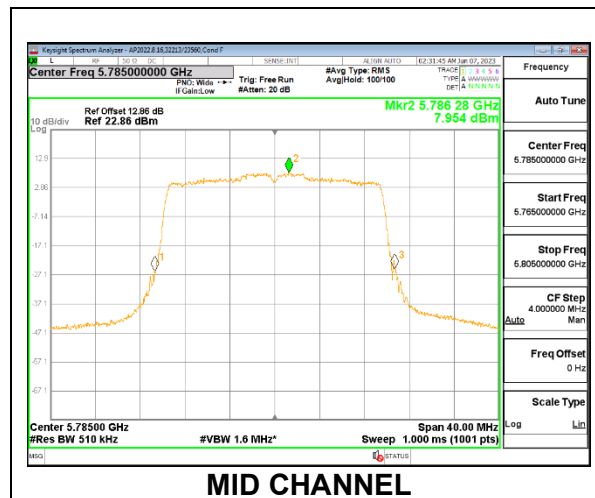 Keysight Spectrum Analyzer - AP2022.8.16,32213/23560,Cond F
L RF 50 Ω DC SENSE:INT ALIGN AUTO 02:31:45 AM Jun 07, 2023
Center Freq 5.785000000 GHz
PNO: Wide
IFGain:Low
Trig: Free Run
#Atten: 20 dB
#Avg Type: RMS
Avg|Hold: 100/100
TRACE 1 2 3 4 5 6
TYPE A WWWWW
DET A N N N N N
Frequency
Ref Offset 12.86 dB
10 dB/div Ref 22.86 dBm
Log
Mkr2 5.786 28 GHz
7.954 dBm
12.9
2.86
-7.14
-17.1
-27.1
-37.1
-47.1
-57.1
-67.1
1
2
3
Center 5.78500 GHz Span 40.00 MHz
#Res BW 510 kHz #VBW 1.6 MHz* Sweep 1.000 ms (1001 pts)
MSG STATUS
Auto Tune
Center Freq
5.785000000 GHz
Start Freq
5.765000000 GHz
Stop Freq
5.805000000 GHz
CF Step
4.000000 MHz
Auto Man
Freq Offset
0 Hz
Scale Type
Log Lin
MID CHANNEL